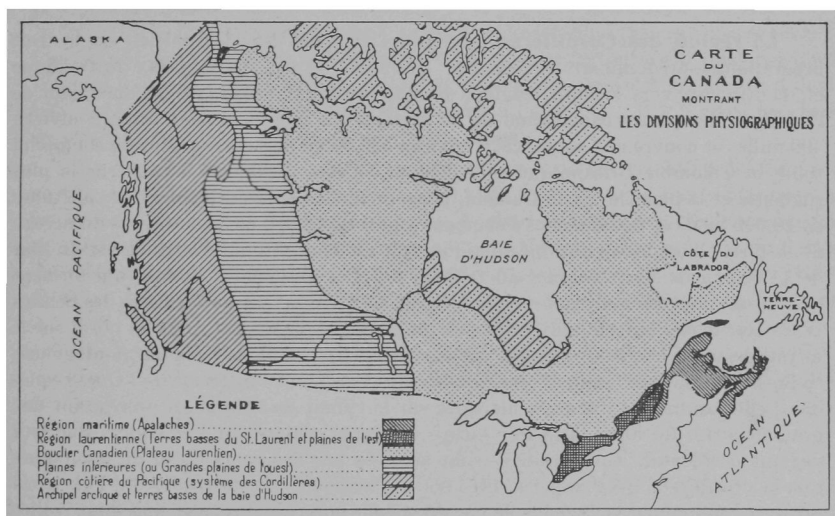 ALASKA
CARTE
DU
CANADA
MONTRANT
LES DIVISIONS PHYSIOGRAPHIQUES
OCEAN PACIFIQUE
BAIE
D'HUDSON
CÔTE DU
LABRADOR
TERRE-
NEUVE
OCEAN
ATLANTIQUE
LÉGENDE
Région maritime (Apalaches)
Région laurentienne (Terres basses du St. Laurent et plaines de l'est)
Bouclier Canadien (Plateau laurentien)
Plaines intérieures (ou Grandes plaines de l'ouest)
Région côtière du Pacifique (système des Cordillères)
Archipel arctique et terres basses de la baie d'Hudson